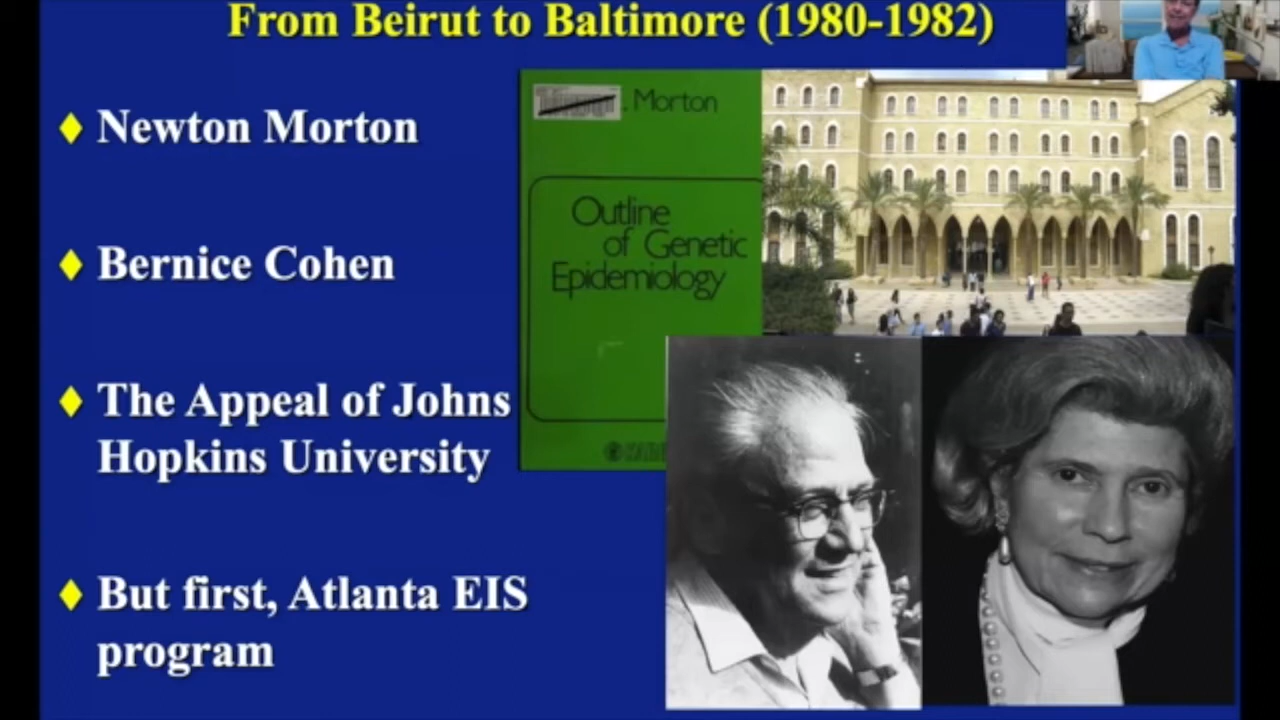 From Beirut to Baltimore (1980-1982)
Newton Morton
Bernice Cohen
The Appeal of Johns
Hopkins University
But first, Atlanta EIS
program
. Morton
Outline
of Genetic
Epidemiology